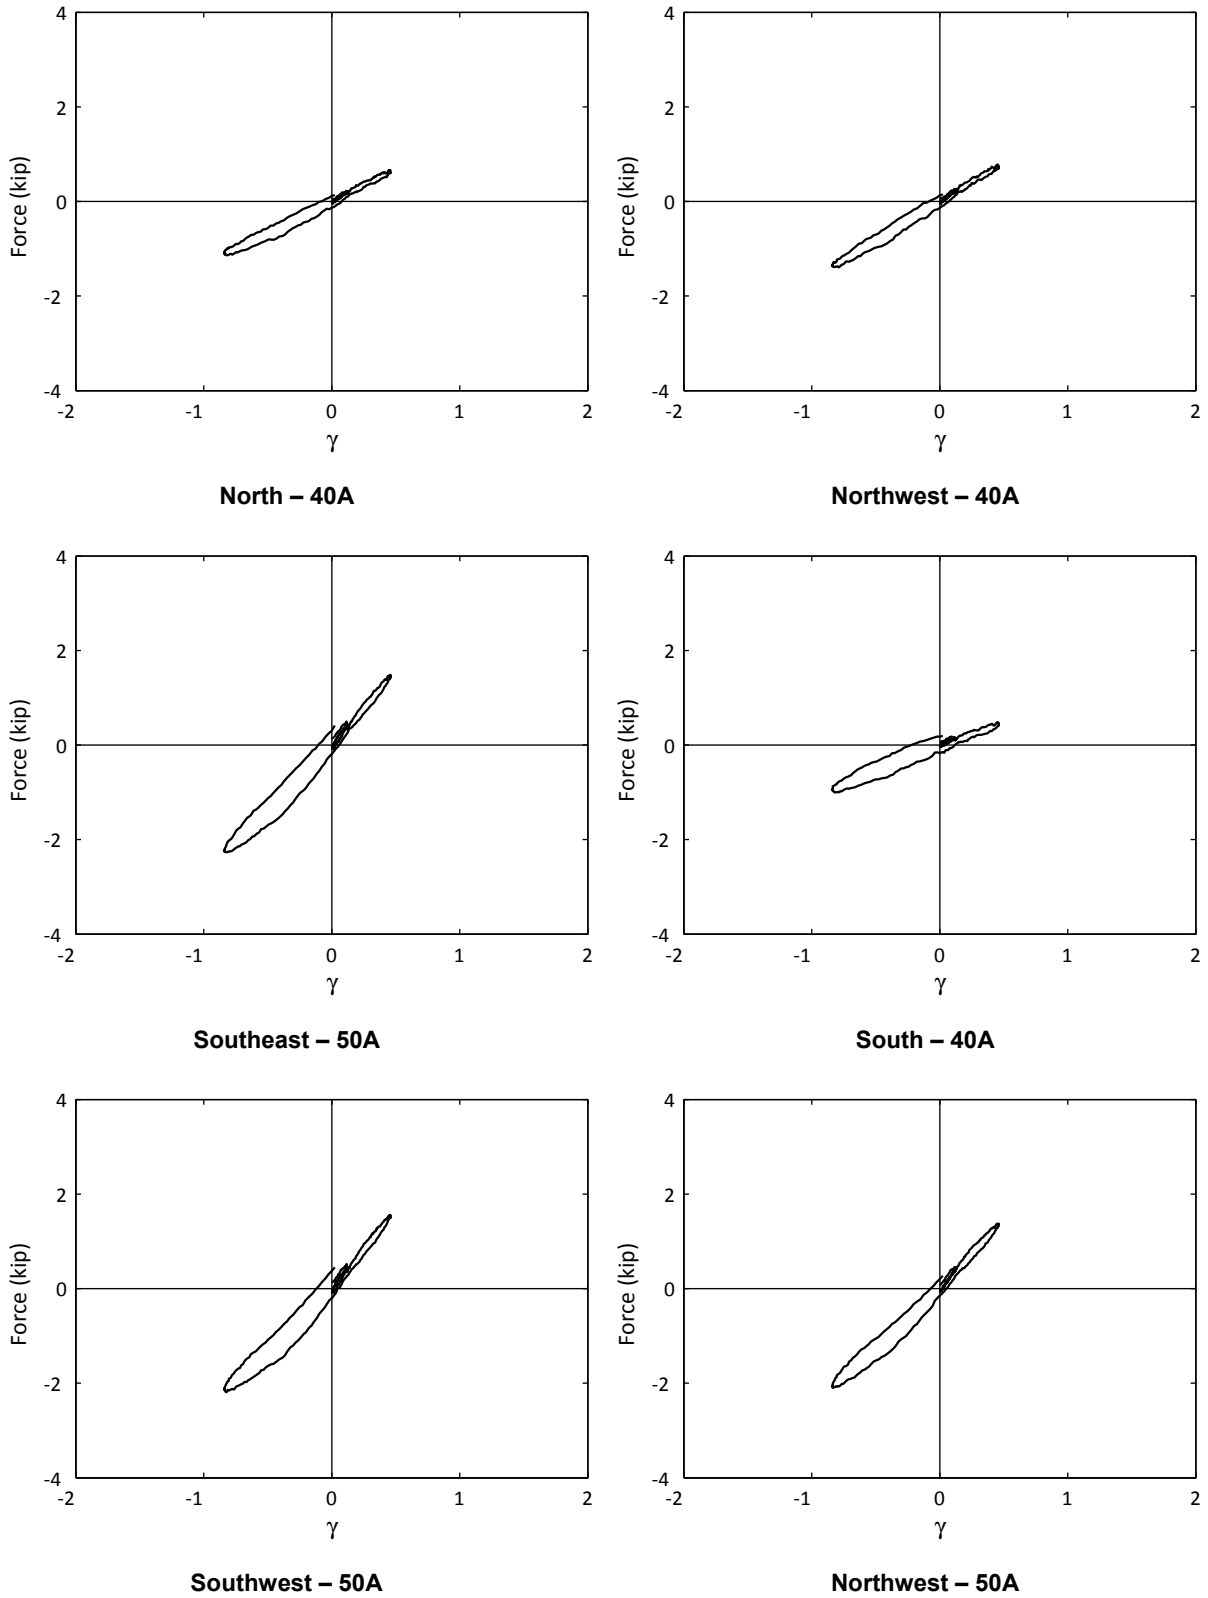 4
2
0
-2
-4
Force (kip)
-2 -1 0 1 2
γ
North – 40A
4
2
0
-2
-4
Force (kip)
-2 -1 0 1 2
γ
Northwest – 40A
4
2
0
-2
-4
Force (kip)
-2 -1 0 1 2
γ
Southeast – 50A
4
2
0
-2
-4
Force (kip)
-2 -1 0 1 2
γ
South – 40A
4
2
0
-2
-4
Force (kip)
-2 -1 0 1 2
γ
Southwest – 50A
4
2
0
-2
-4
Force (kip)
-2 -1 0 1 2
γ
Northwest – 50A